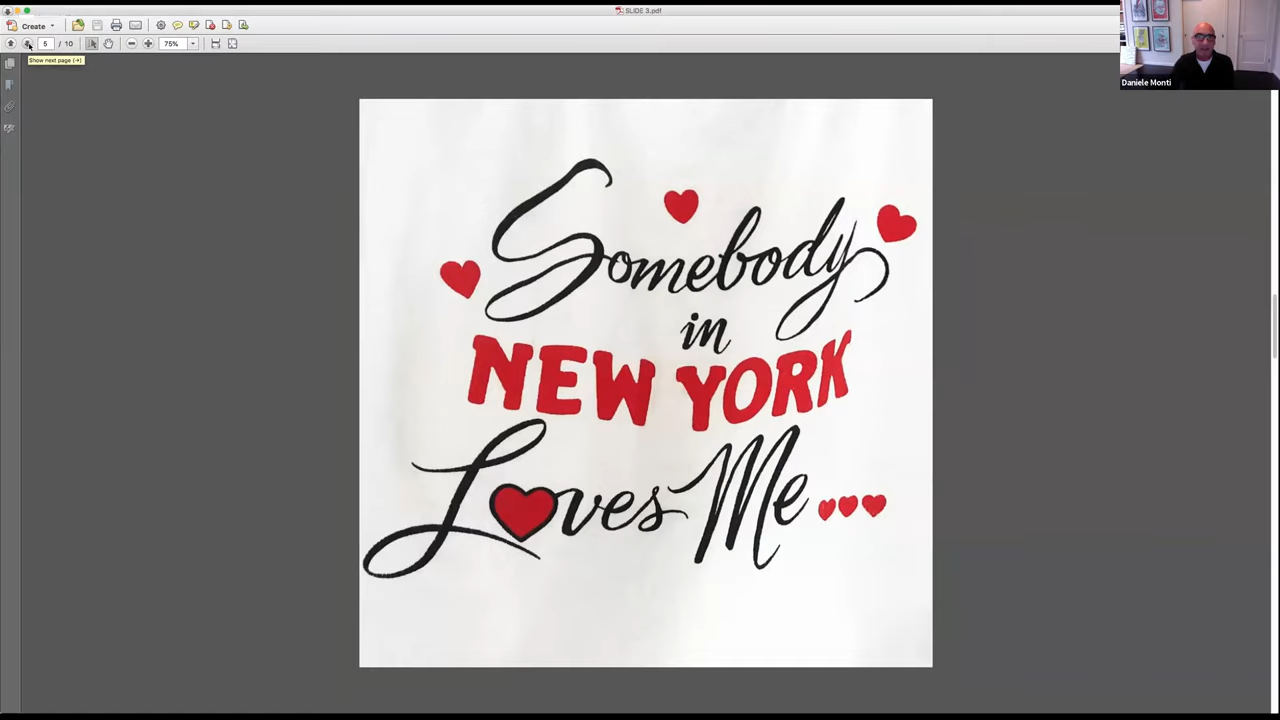 SLIDE 3.pdf
Create
5 / 10
75%
Show next page (→)
Daniele Monti
Somebody
in
NEW YORK
Loves Me...